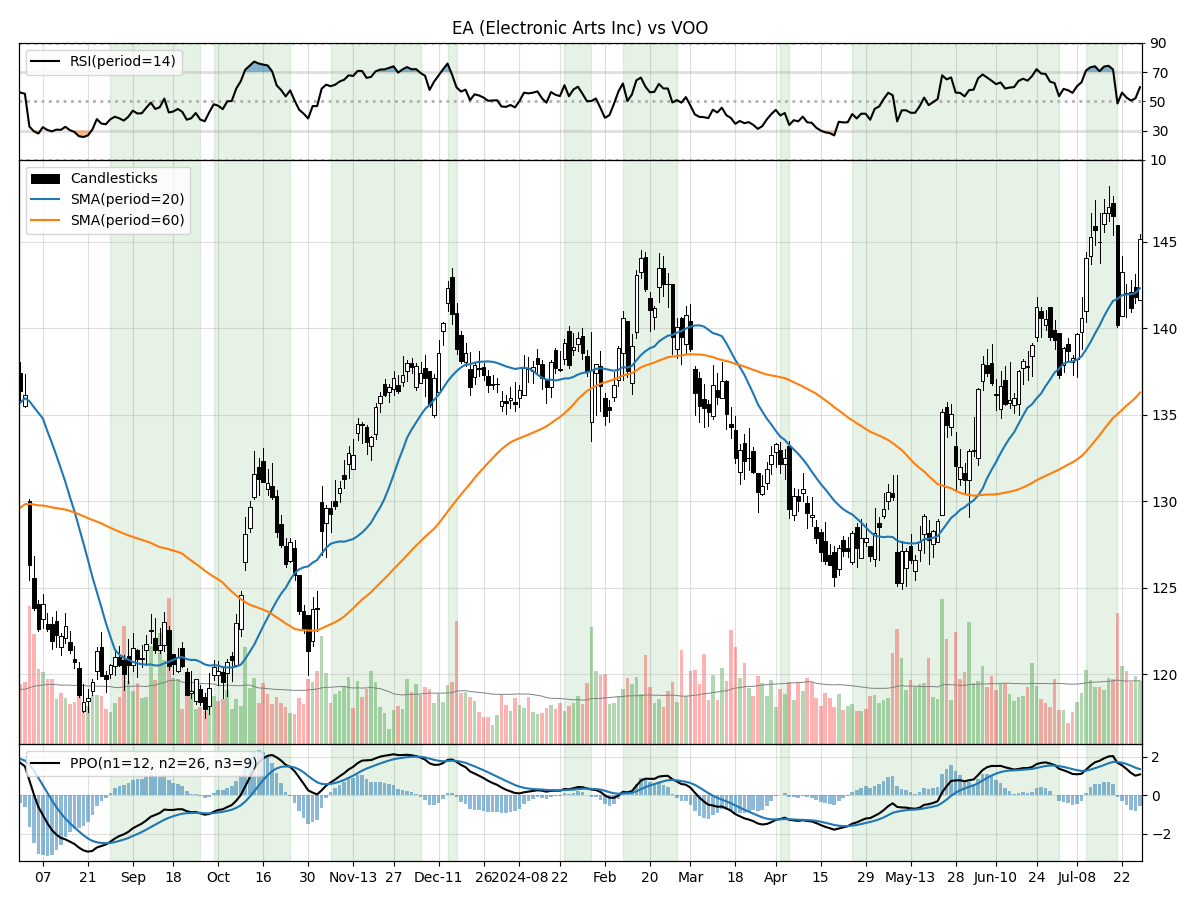 EA (Electronic Arts Inc) vs VOO
RSI(period=14)
90
70
50
30
10
Candlesticks
SMA(period=20)
SMA(period=60)
145
140
135
130
125
120
PPO(n1=12, n2=26, n3=9)
2
0
−2
07 21 Sep 18 Oct 16 30 Nov-13 27 Dec-11 26 2024-08 22 Feb 20 Mar 18 Apr 15 29 May-13 28 Jun-10 24 Jul-08 22